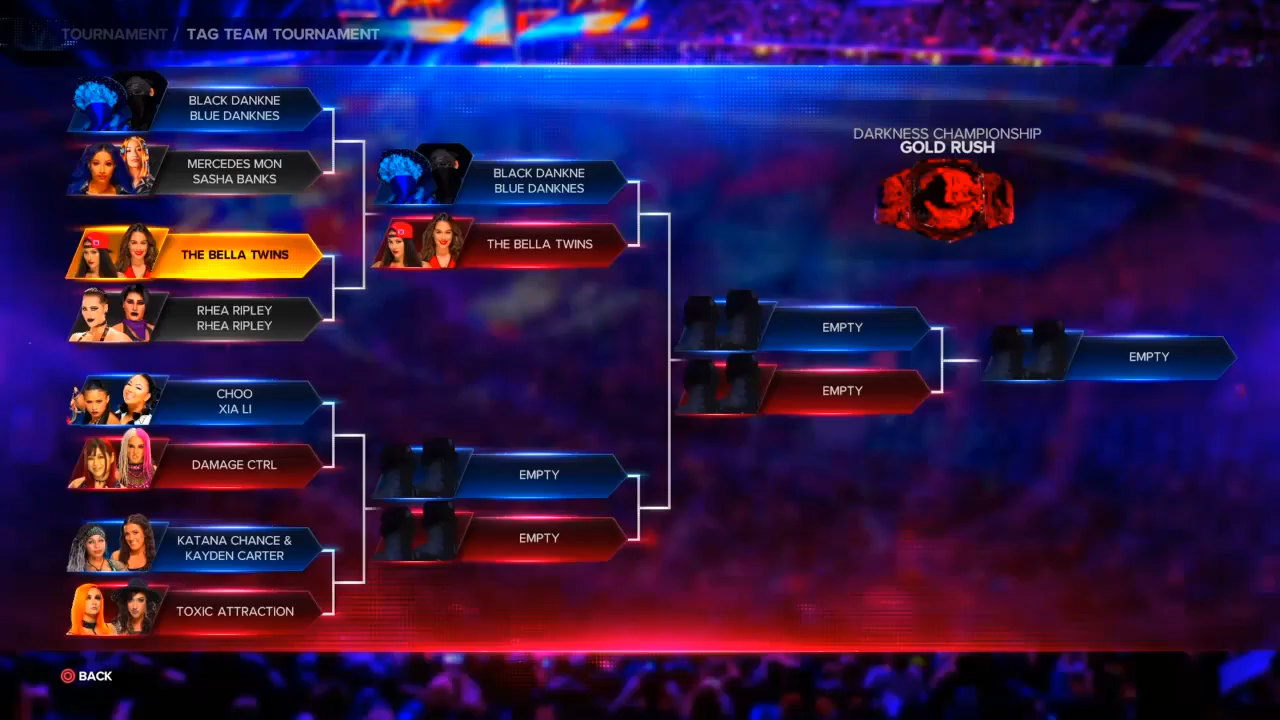 TOURNAMENT / TAG TEAM TOURNAMENT
BLACK DANKNE
BLUE DANKNES
MERCEDES MON
SASHA BANKS
THE BELLA TWINS
RHEA RIPLEY
RHEA RIPLEY
CHOO
XIA LI
DAMAGE CTRL
KATANA CHANCE &
KAYDEN CARTER
TOXIC ATTRACTION
BLACK DANKNE
BLUE DANKNES
THE BELLA TWINS
EMPTY
EMPTY
DARKNESS CHAMPIONSHIP
GOLD RUSH
EMPTY
EMPTY
EMPTY
BACK